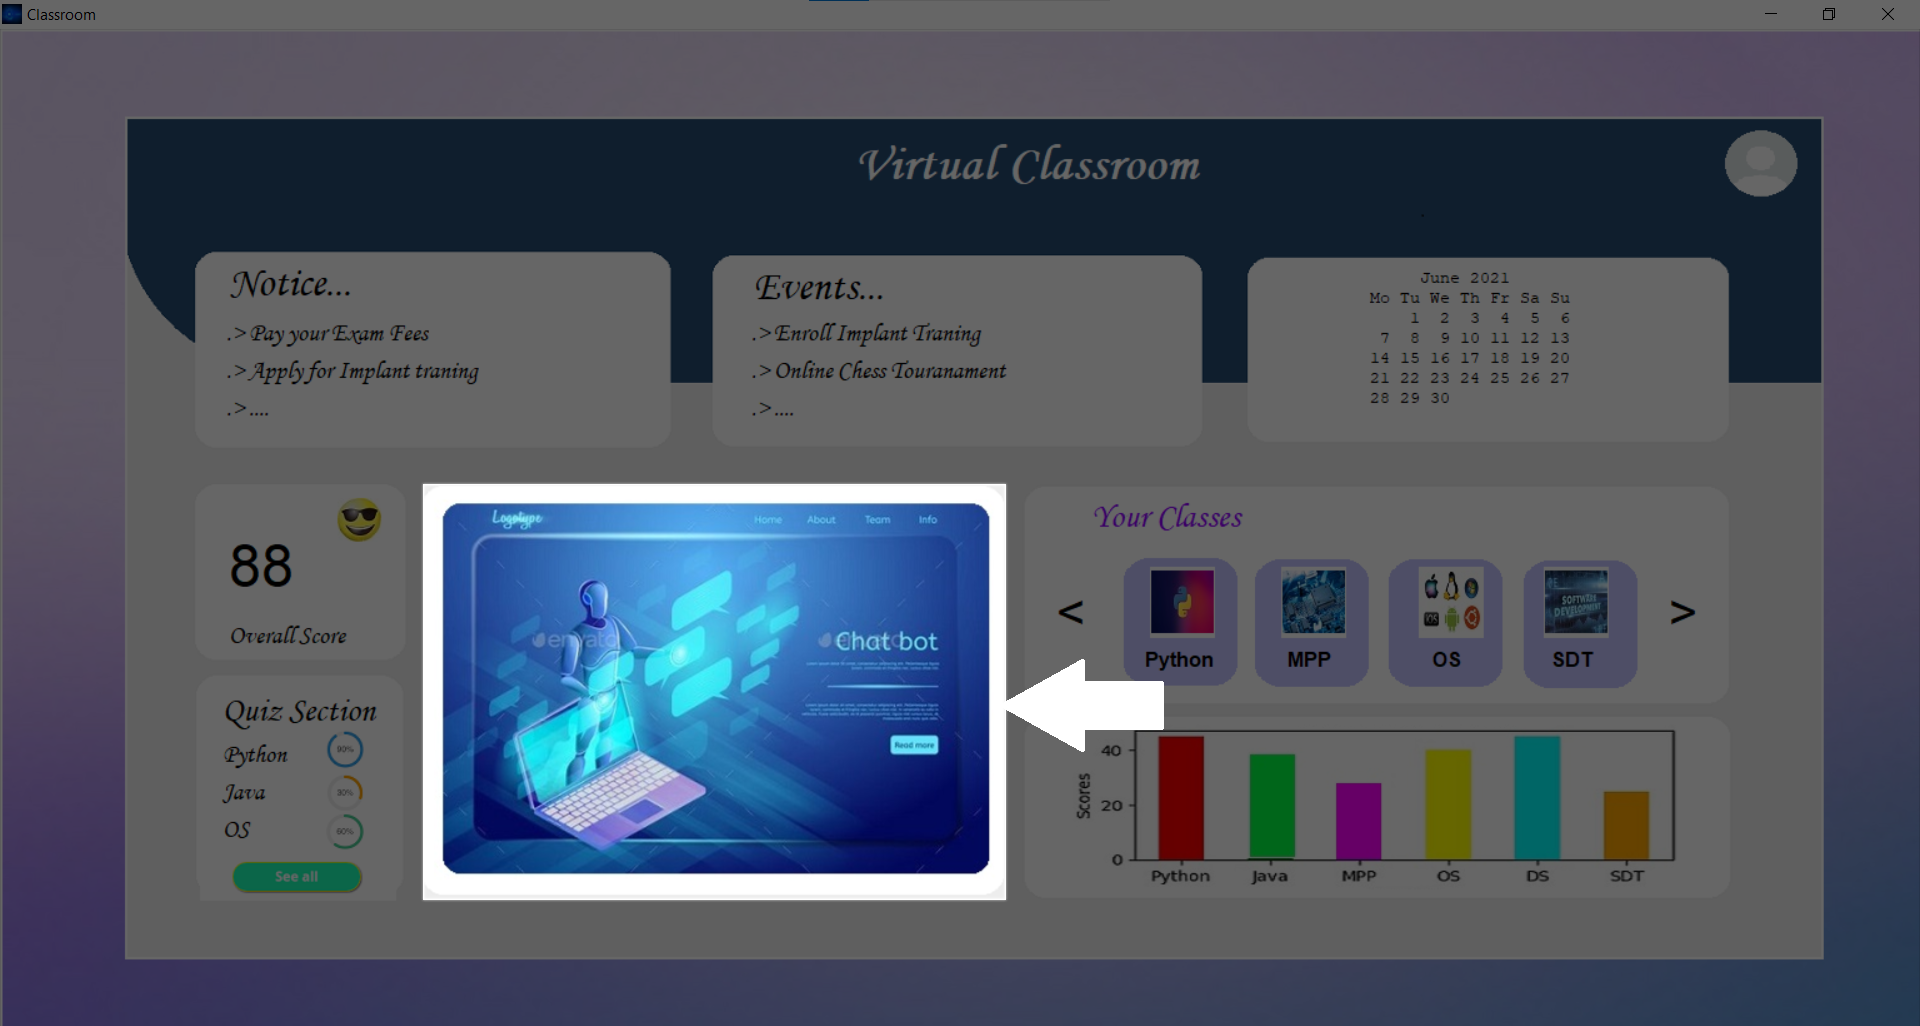 Classroom
Virtual Classroom
Notice...
.> Pay your Exam Fees
.> Apply for Implant traning
.> ....
Events...
.> Enroll Implant Traning
.> Online Chess Touranament
.> ....
June 2021
Mo Tu We Th Fr Sa Su
1 2 3 4 5 6
7 8 9 10 11 12 13
14 15 16 17 18 19 20
21 22 23 24 25 26 27
28 29 30
88
Overall Score
Quiz Section
Python 90%
Java 30%
OS 60%
See all
Logotype Home About Team Info
envato
Chat bot
Read more
Your Classes
< >
SOFTWARE
DEVELOPMENT
iOS
Python MPP OS SDT
Scores
40
20
0
Python Java MPP OS DS SDT